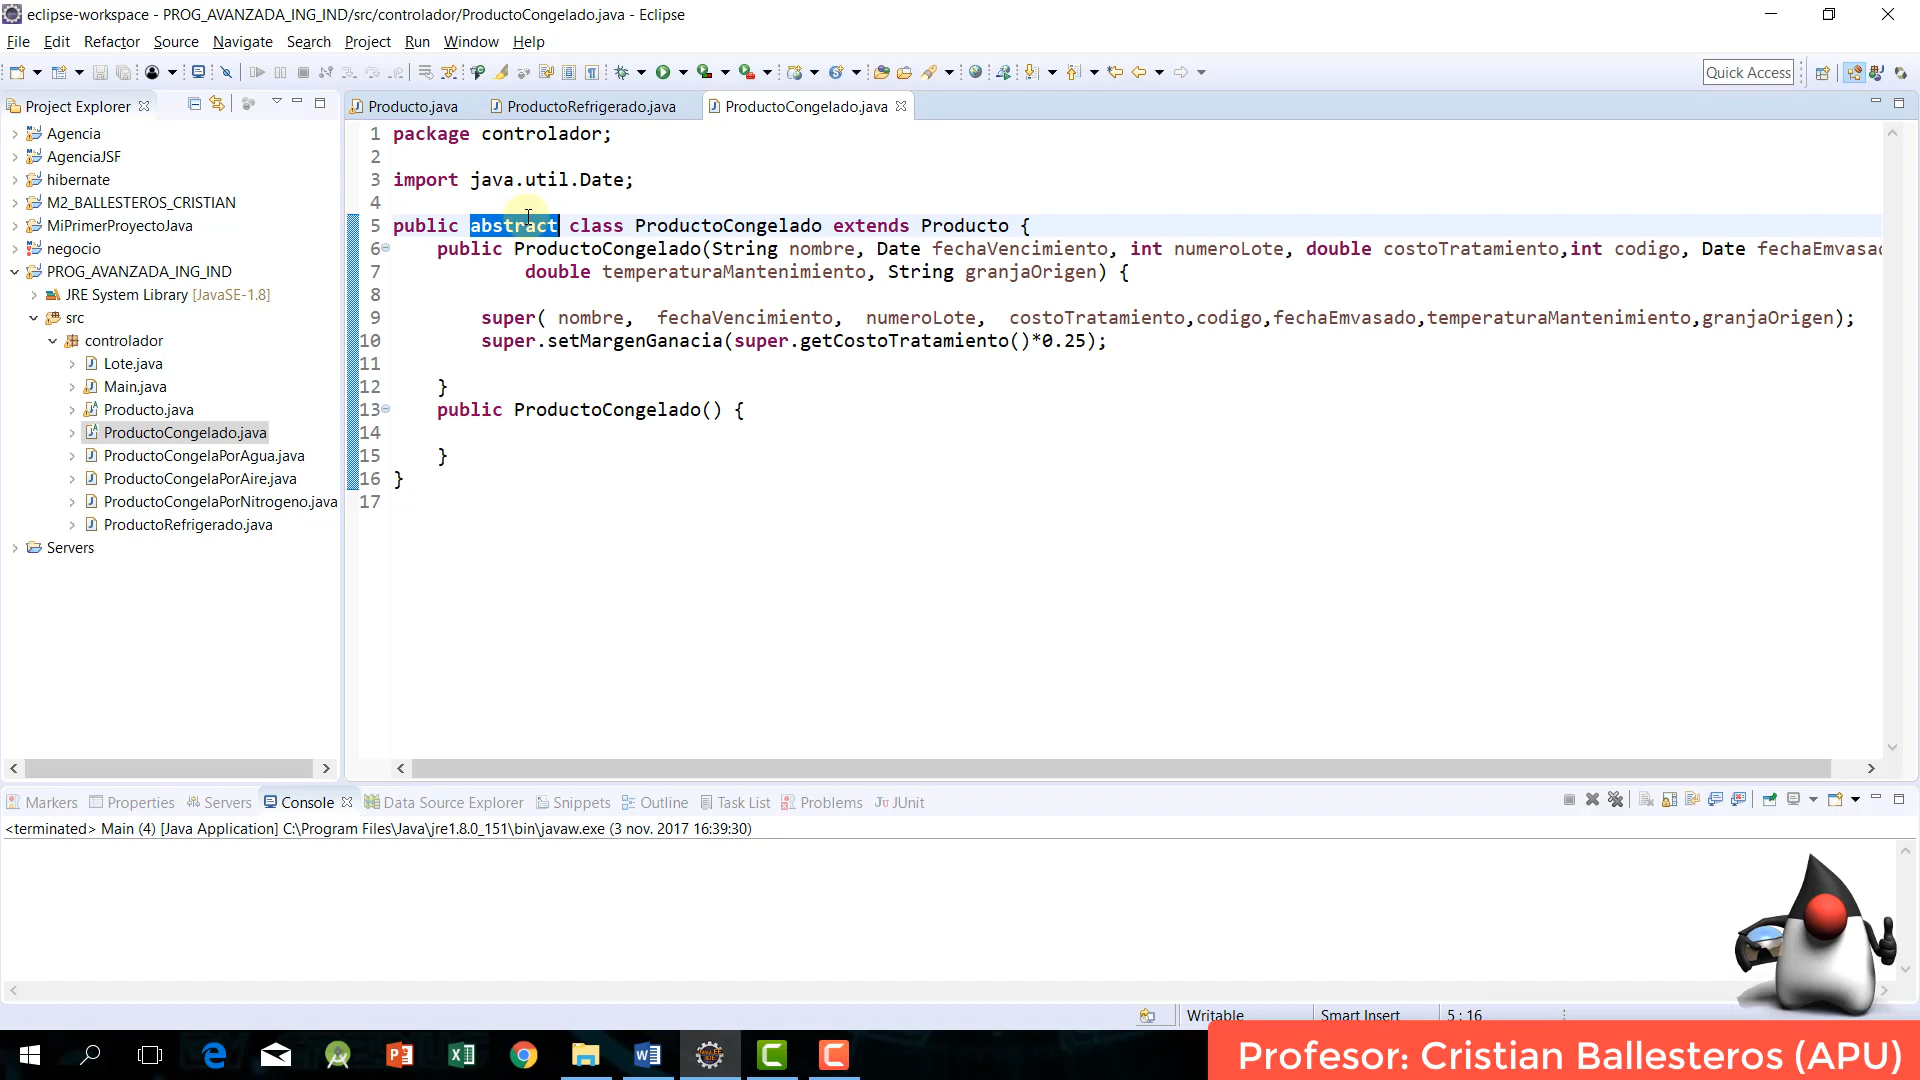 eclipse-workspace - PROG_AVANZADA_ING_IND/src/controlador/ProductoCongelado.java - Eclipse
File Edit Refactor Source Navigate Search Project Run Window Help
Quick Access
Project Explorer
Producto.java ProductoRefrigerado.java ProductoCongelado.java
Agencia
AgenciaJSF
hibernate
M2_BALLESTEROS_CRISTIAN
MiPrimerProyectoJava
negocio
PROG_AVANZADA_ING_IND
JRE System Library [JavaSE-1.8]
src
controlador
Lote.java
Main.java
Producto.java
ProductoCongelado.java
ProductoCongelaPorAgua.java
ProductoCongelaPorAire.java
ProductoCongelaPorNitrogeno.java
ProductoRefrigerado.java
Servers
1 package controlador;
2
3 import java.util.Date;
4
5 public abstract class ProductoCongelado extends Producto {
6 public ProductoCongelado(String nombre, Date fechaVencimiento, int numeroLote, double costoTratamiento,int codigo, Date fechaEmvasad
7 double temperaturaMantenimiento, String granjaOrigen) {
8
9 super( nombre, fechaVencimiento, numeroLote, costoTratamiento,codigo,fechaEmvasado,temperaturaMantenimiento,granjaOrigen);
10 super.setMargenGanacia(super.getCostoTratamiento()*0.25);
11
12 }
13 public ProductoCongelado() {
14
15 }
16 }
17
Markers Properties Servers Console Data Source Explorer Snippets Outline Task List Problems JUnit
<terminated> Main (4) [Java Application] C:\Program Files\Java\jre1.8.0_151\bin\javaw.exe (3 nov. 2017 16:39:30)
Writable Smart Insert 5 : 16
Profesor: Cristian Ballesteros (APU)